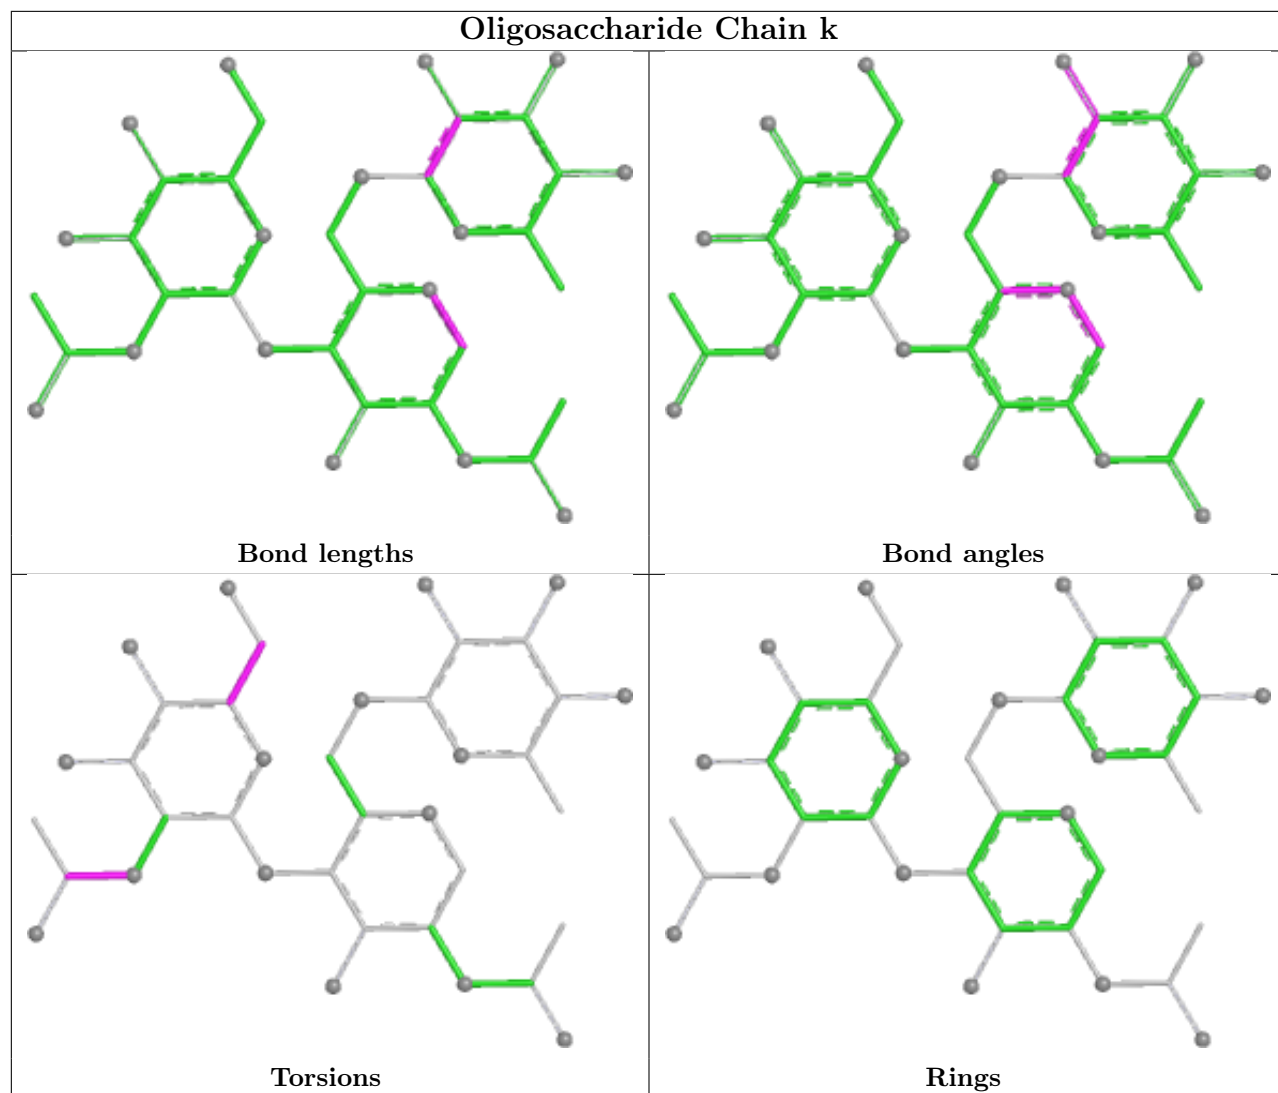 Oligosaccharide Chain k
Bond lengths
Bond angles
Torsions
Rings